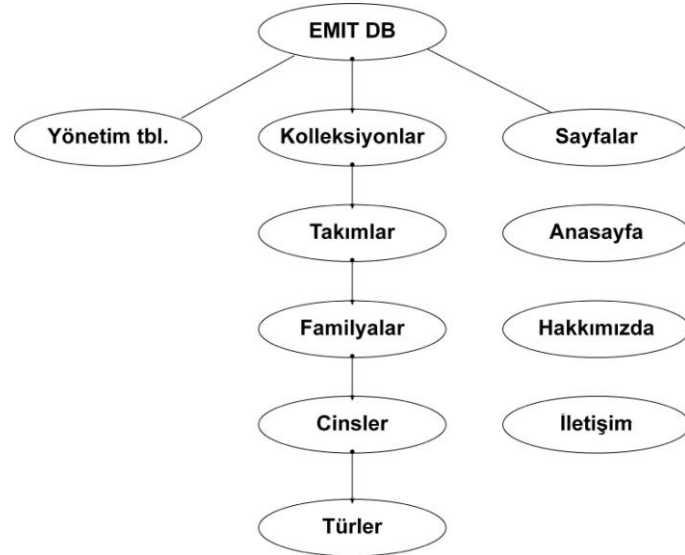 EMIT DB
Yönetim tbl.
Kolleksiyonlar
Sayfalar
Takımlar
Anasayfa
Familyalar
Hakkımızda
Cinsler
İletişim
Türler